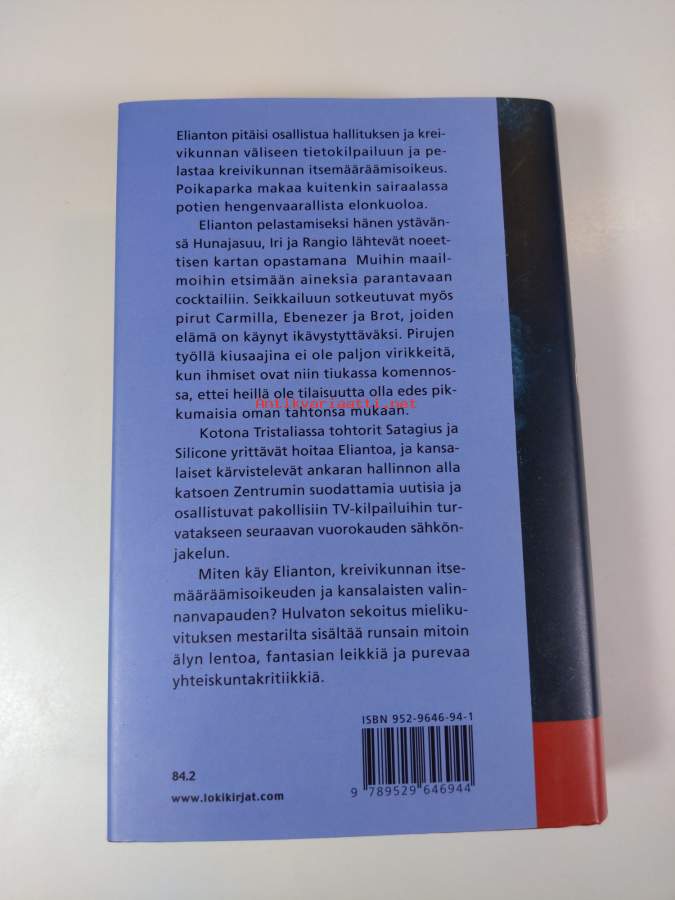 Elianton pitäisi osallistua hallituksen ja krei-
vikunnan väliseen tietokilpailuun ja pe-
lastaa kreivikunnan itsemääräämisoikeus.
Poikaparka makaa kuitenkin sairaalassa
potien hengenvaarallista elonkuoloa.
Elianton pelastamiseksi hänen ystävän-
sä Hunajasuu, Iri ja Rangio lähtevät noeet-
tisen kartan opastamana Muihin maail-
moihin etsimään aineksia parantavaan
cocktailiin. Seikkailuun sotkeutuvat myös
pirut Carmilla, Ebenezer ja Brot, joiden
elämä on käynyt ikävystyttäväksi. Pirujen
työllä kiusaajina ei ole paljon virikkeitä,
kun ihmiset ovat niin tiukassa komennos-
sa, ettei heillä ole tilaisuutta olla edes pik-
kumaisia oman tahtonsa mukaan.
Antikvariaatti.net
Kotona Tristaliassa tohtorit Satagius ja
Silicone yrittävät hoitaa Eliantoa, ja kansa-
laiset kärvistelevät ankaran hallinnon alla
katsoen Zentrumin suodattamia uutisia ja
osallistuvat pakollisiin TV-kilpailuihin tur-
vatakseen seuraavan vuorokauden sähkön-
jakelun.
Miten käy Elianton, kreivikunnan itse-
määräämisoikeuden ja kansalaisten valin-
nanvapauden? Hulvaton sekoitus mieliku-
vituksen mestarilta sisältää runsain mitoin
älyn lentoa, fantasian leikkiä ja purevaa
yhteiskuntakritiikkiä.
ISBN 952-9646-94-1
84.2
www.lokikirjat.com
9 789529 646944